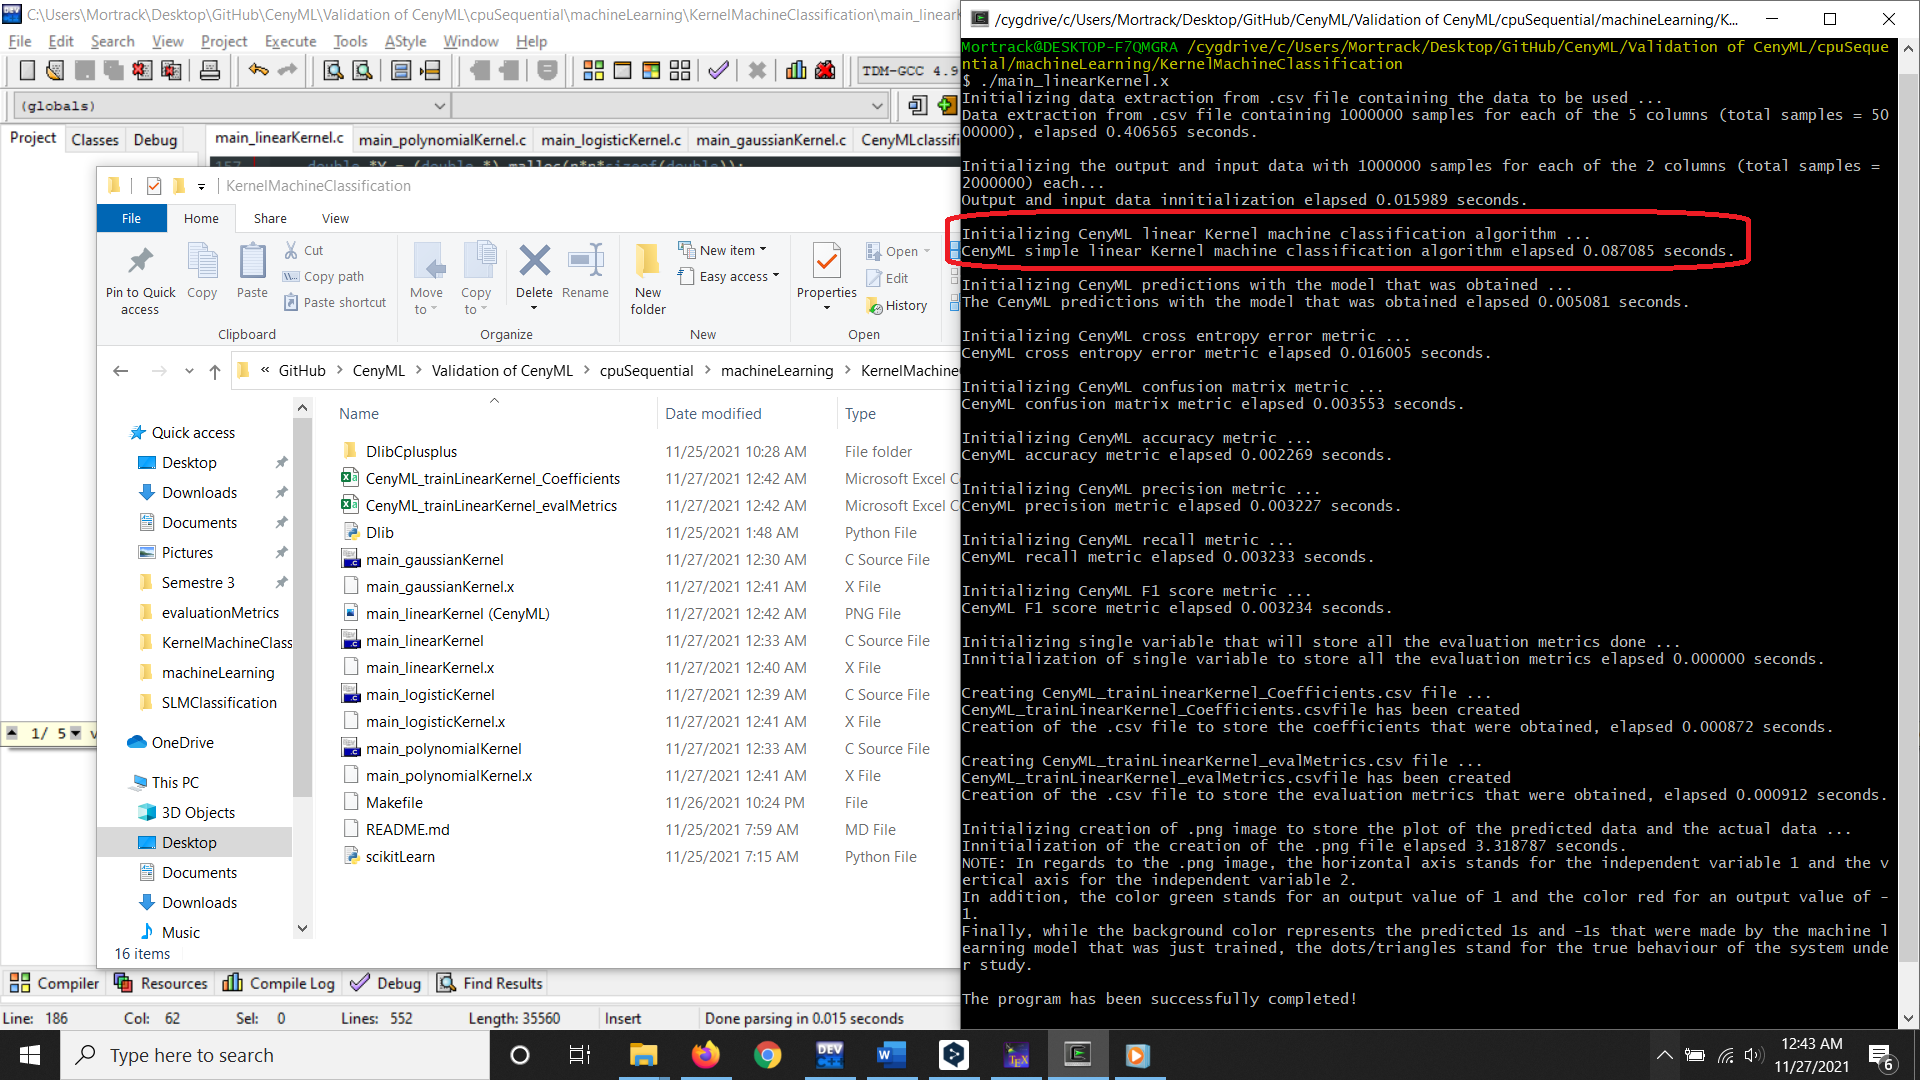 C:\Users\Mortrack\Desktop\GitHub\CenyML\Validation of CenyML\cpuSequential\machineLearning\KernelMachineClassification\main_linearK
File Edit Search View Project Execute Tools AStyle Window Help
TDM-GCC 4.9
(globals)
Project Classes Debug
main_linearKernel.c main_polynomialKernel.c main_logisticKernel.c main_gaussianKernel.c CenyMLclassifi
157 double *Y = (double *) malloc(n*p*sizeof(double));
KernelMachineClassification
File Home Share View
Pin to Quick access
Copy
Paste
Cut
Copy path
Paste shortcut
Clipboard
Move to
Copy to
Delete
Rename
Organize
New folder
New item
Easy access
New
Properties
Open
Edit
History
Open
« GitHub > CenyML > Validation of CenyML > cpuSequential > machineLearning > KernelMachine
Name Date modified Type
Quick access
Desktop
Downloads
Documents
Pictures
Semestre 3
evaluationMetrics
KernelMachineClass
machineLearning
SLMClassification
OneDrive
This PC
3D Objects
Desktop
Documents
Downloads
Music
DlibCplusplus 11/25/2021 10:28 AM File folder
CenyML_trainLinearKernel_Coefficients 11/27/2021 12:42 AM Microsoft Excel C
CenyML_trainLinearKernel_evalMetrics 11/27/2021 12:42 AM Microsoft Excel C
Dlib 11/25/2021 1:48 AM Python File
main_gaussianKernel 11/27/2021 12:30 AM C Source File
main_gaussianKernel.x 11/27/2021 12:41 AM X File
main_linearKernel (CenyML) 11/27/2021 12:42 AM PNG File
main_linearKernel 11/27/2021 12:33 AM C Source File
main_linearKernel.x 11/27/2021 12:40 AM X File
main_logisticKernel 11/27/2021 12:39 AM C Source File
main_logisticKernel.x 11/27/2021 12:41 AM X File
main_polynomialKernel 11/27/2021 12:33 AM C Source File
main_polynomialKernel.x 11/27/2021 12:41 AM X File
Makefile 11/26/2021 10:24 PM File
README.md 11/25/2021 7:59 AM MD File
scikitLearn 11/25/2021 7:15 AM Python File
16 items
1/ 5
Compiler Resources Compile Log Debug Find Results
Line: 186 Col: 62 Sel: 0 Lines: 552 Length: 35560 Insert Done parsing in 0.015 seconds
/cygdrive/c/Users/Mortrack/Desktop/GitHub/CenyML/Validation of CenyML/cpuSequential/machineLearning/K...
Mortrack@DESKTOP-F7QMGRA /cygdrive/c/Users/Mortrack/Desktop/GitHub/CenyML/Validation of CenyML/cpuSeque
ntial/machineLearning/KernelMachineClassification
$ ./main_linearKernel.x
Initializing data extraction from .csv file containing the data to be used ...
Data extraction from .csv file containing 1000000 samples for each of the 5 columns (total samples = 50
00000), elapsed 0.406565 seconds.
Initializing the output and input data with 1000000 samples for each of the 2 columns (total samples =
2000000) each...
Output and input data innitialization elapsed 0.015989 seconds.
Initializing CenyML linear Kernel machine classification algorithm ...
CenyML simple linear Kernel machine classification algorithm elapsed 0.087085 seconds.
Initializing CenyML predictions with the model that was obtained ...
The CenyML predictions with the model that was obtained elapsed 0.005081 seconds.
Initializing CenyML cross entropy error metric ...
CenyML cross entropy error metric elapsed 0.016005 seconds.
Initializing CenyML confusion matrix metric ...
CenyML confusion matrix metric elapsed 0.003553 seconds.
Initializing CenyML accuracy metric ...
CenyML accuracy metric elapsed 0.002269 seconds.
Initializing CenyML precision metric ...
CenyML precision metric elapsed 0.003227 seconds.
Initializing CenyML recall metric ...
CenyML recall metric elapsed 0.003233 seconds.
Initializing CenyML F1 score metric ...
CenyML F1 score metric elapsed 0.003234 seconds.
Initializing single variable that will store all the evaluation metrics done ...
Innitialization of single variable to store all the evaluation metrics elapsed 0.000000 seconds.
Creating CenyML_trainLinearKernel_Coefficients.csv file ...
CenyML_trainLinearKernel_Coefficients.csvfile has been created
Creation of the .csv file to store the coefficients that were obtained, elapsed 0.000872 seconds.
Creating CenyML_trainLinearKernel_evalMetrics.csv file ...
CenyML_trainLinearKernel_evalMetrics.csvfile has been created
Creation of the .csv file to store the evaluation metrics that were obtained, elapsed 0.000912 seconds.
Initializing creation of .png image to store the plot of the predicted data and the actual data ...
Innitialization of the creation of the .png file elapsed 3.318787 seconds.
NOTE: In regards to the .png image, the horizontal axis stands for the independent variable 1 and the v
ertical axis for the independent variable 2.
In addition, the color green stands for an output value of 1 and the color red for an output value of -
1.
Finally, while the background color represents the predicted 1s and -1s that were made by the machine l
earning model that was just trained, the dots/triangles stand for the true behaviour of the system unde
r study.
The program has been successfully completed!
Type here to search
12:43 AM
11/27/2021
6